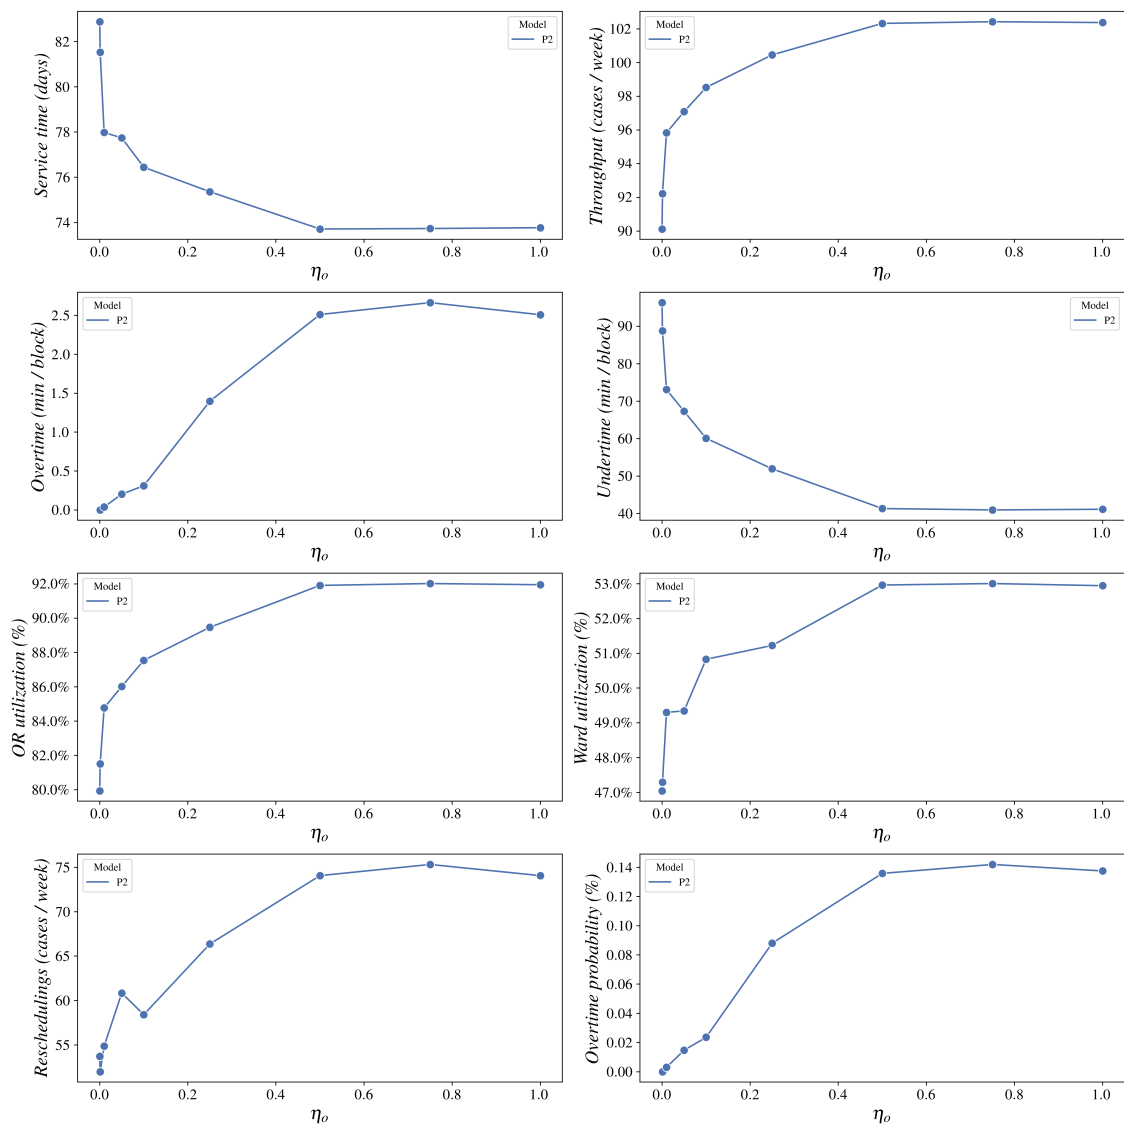 Service time (days)
82
80
78
76
74
Model
P2
0.0 0.2 0.4 0.6 0.8 1.0
ηo
Throughput (cases / week)
102
100
98
96
94
92
90
Model
P2
0.0 0.2 0.4 0.6 0.8 1.0
ηo
Overtime (min / block)
2.5
2.0
1.5
1.0
0.5
0.0
Model
P2
0.0 0.2 0.4 0.6 0.8 1.0
ηo
Undertime (min / block)
90
80
70
60
50
40
Model
P2
0.0 0.2 0.4 0.6 0.8 1.0
ηo
OR utilization (%)
92.0%
90.0%
88.0%
86.0%
84.0%
82.0%
80.0%
Model
P2
0.0 0.2 0.4 0.6 0.8 1.0
ηo
Ward utilization (%)
53.0%
52.0%
51.0%
50.0%
49.0%
48.0%
47.0%
Model
P2
0.0 0.2 0.4 0.6 0.8 1.0
ηo
Reschedulings (cases / week)
75
70
65
60
55
Model
P2
0.0 0.2 0.4 0.6 0.8 1.0
ηo
Overtime probability (%)
0.14
0.12
0.10
0.08
0.06
0.04
0.02
0.00
Model
P2
0.0 0.2 0.4 0.6 0.8 1.0
ηo